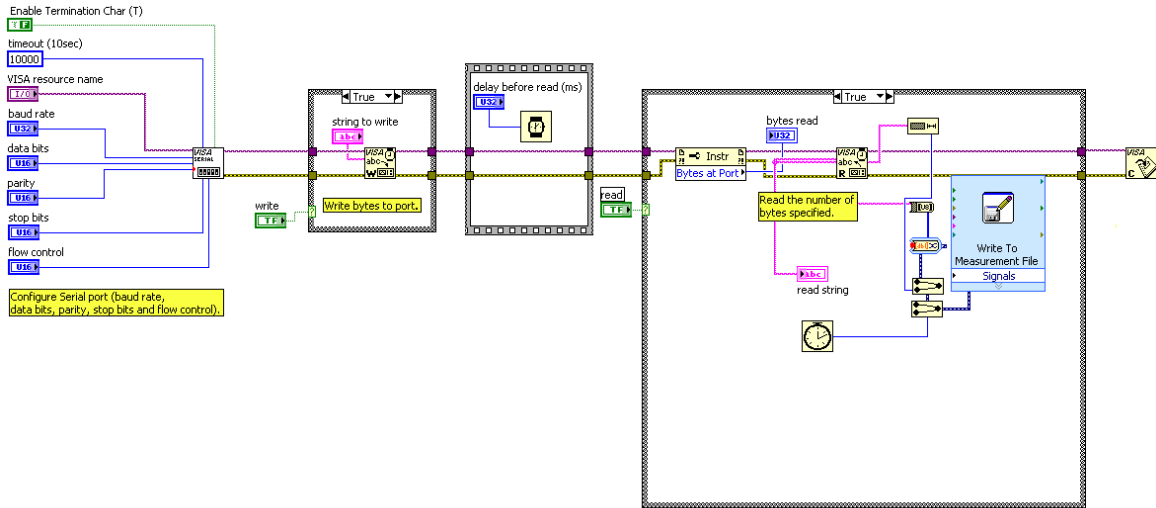 Enable Termination Char (T)
F
timeout (10sec)
10000
VISA resource name
I/O
baud rate
U32
data bits
U16
parity
U16
stop bits
U16
flow control
U16
Configure Serial port (baud rate,
data bits, parity, stop bits and flow control).
VISA
SERIAL
True
string to write
abc
VISA
abc
W
Write bytes to port.
write
TF
delay before read (ms)
U32
True
read
TF
Instr
Bytes at Port
bytes read
U32
VISA
abc
R
Read the number of
bytes specified.
abc
read string
[U8]
Write To
Measurement File
Signals
VISA
C